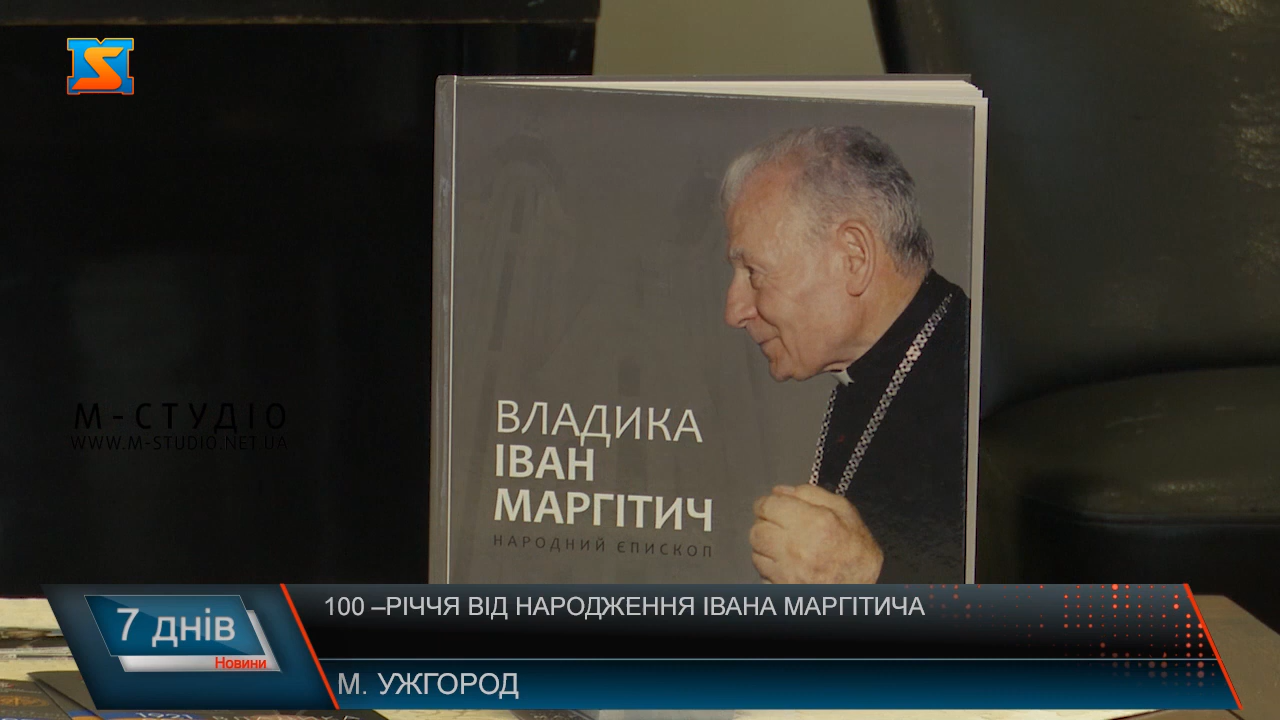 М-СТУДІО
WWW.M-STUDIO.NET.UA
ВЛАДИКА
ІВАН
МАРГІТИЧ
НАРОДНИЙ ЄПИСКОП
7 днів
Новини
100 –РІЧЧЯ ВІД НАРОДЖЕННЯ ІВАНА МАРГІТИЧА
М. УЖГОРОД
1921